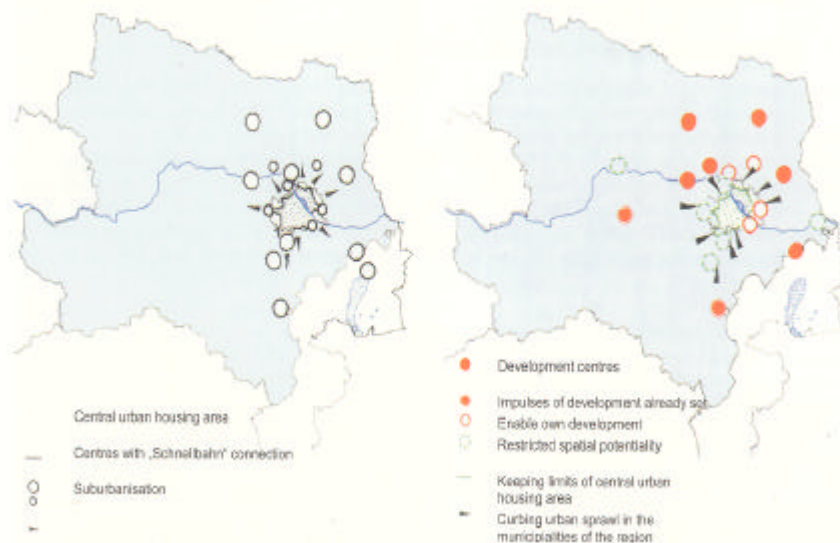 Central urban housing area
Centres with „Schnellbahn" connection
Suburbanisation
Development centres
Impulses of development already set
Enable own development
Restricted spatial potentiality
Keeping limits of central urban
housing area
Curbing urban sprawl in the
municipialities of the region